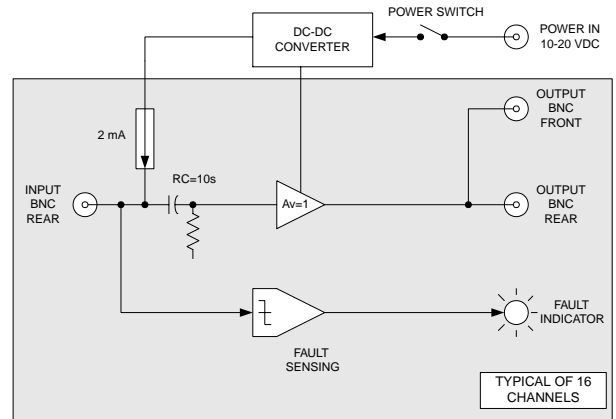 POWER SWITCH
DC-DC
CONVERTER
POWER IN
10-20 VDC
OUTPUT
BNC
FRONT
2 mA
RC=10s
INPUT
BNC
REAR
Av=1
OUTPUT
BNC
REAR
FAULT
INDICATOR
FAULT
SENSING
TYPICAL OF 16
CHANNELS